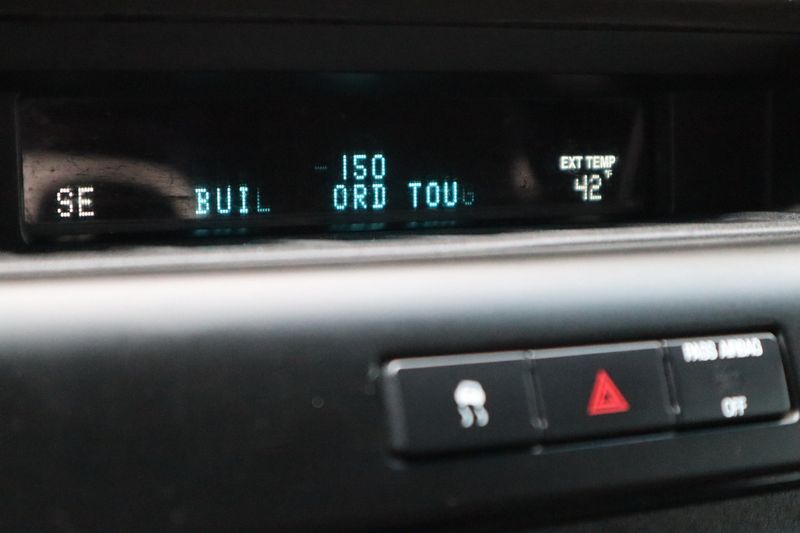 -150
EXT TEMP
SE BUIL ORD TOU
42°F
PASS AIRBAG
OFF